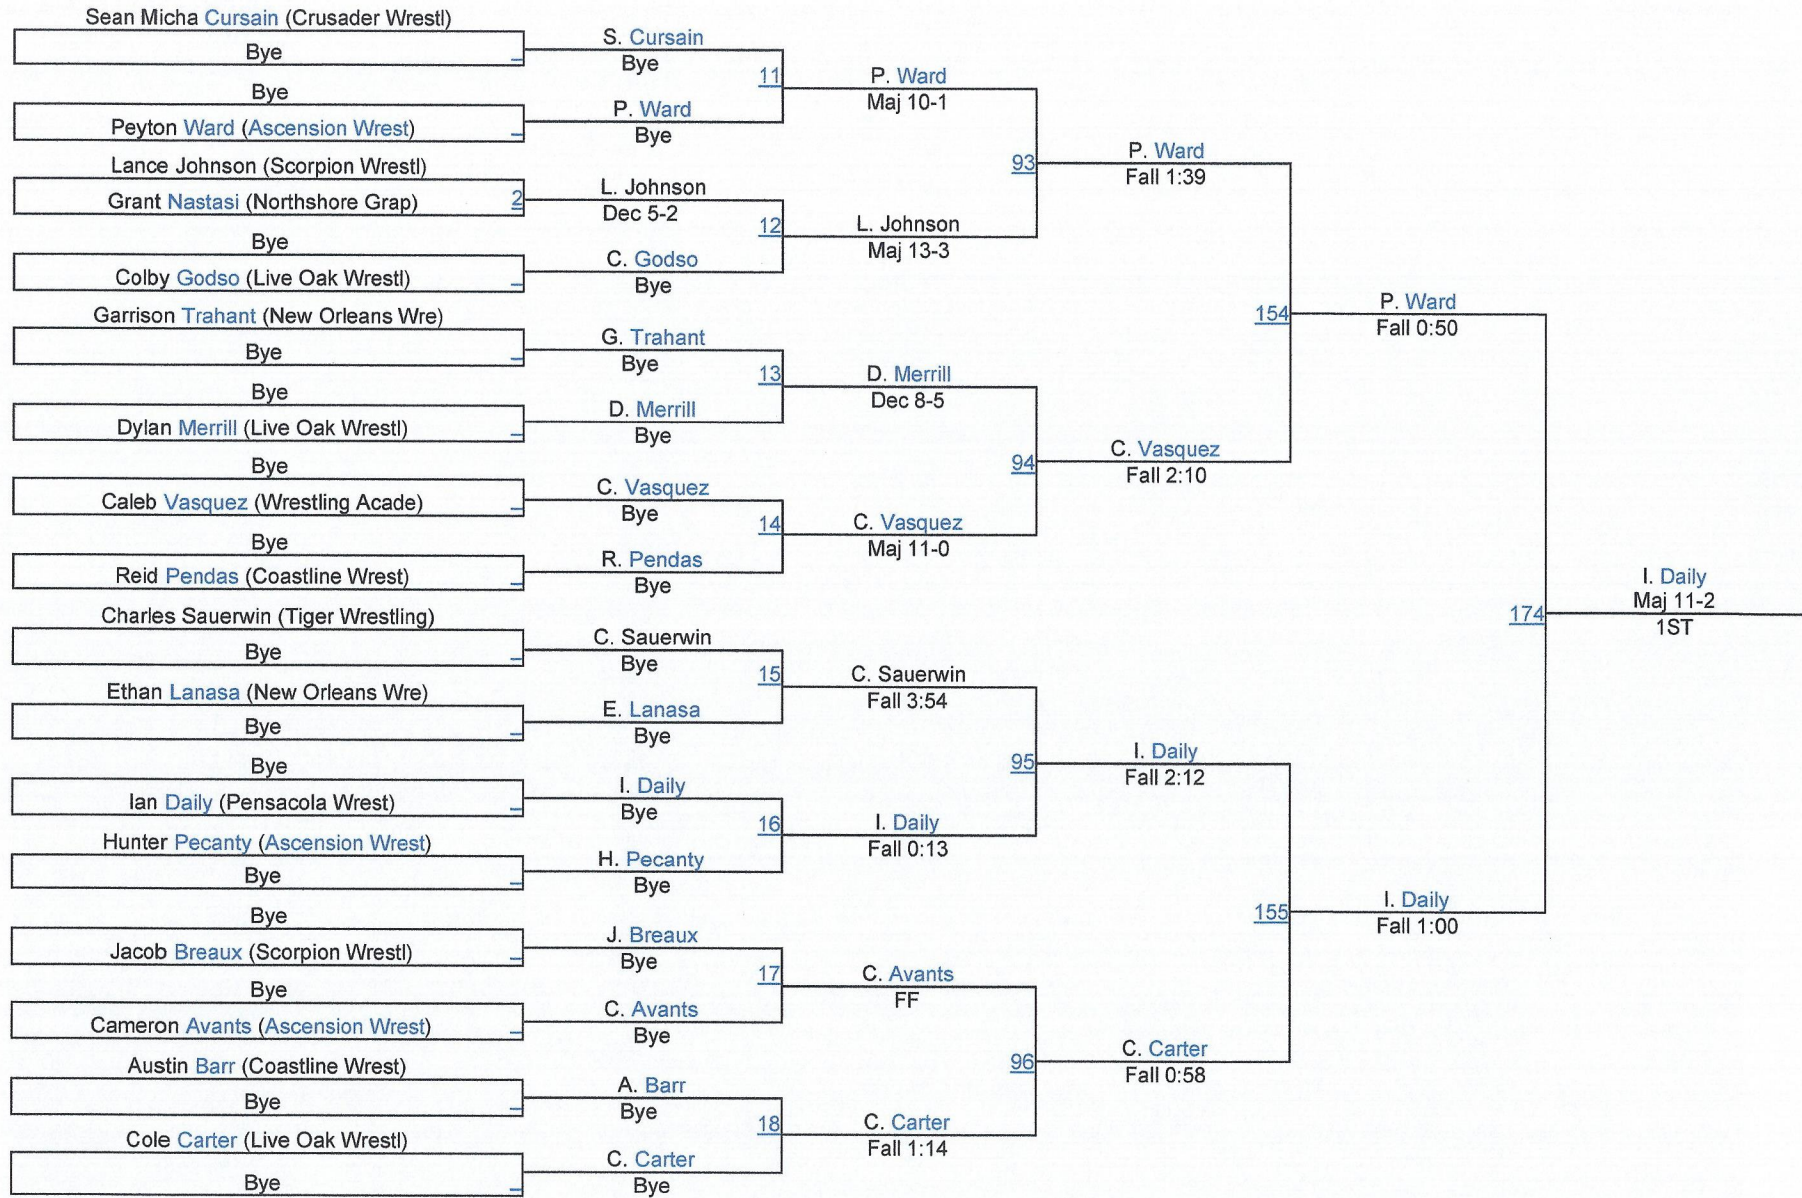 Sean Micha Cursain (Crusader Wrestl)
Bye
Bye
Peyton Ward (Ascension Wrest)
Lance Johnson (Scorpion Wrestl)
Grant Nastasi (Northshore Grap) 2
Bye
Colby Godso (Live Oak Wrestl)
Garrison Trahant (New Orleans Wre)
Bye
Bye
Dylan Merrill (Live Oak Wrestl)
Bye
Caleb Vasquez (Wrestling Acade)
Bye
Reid Pendas (Coastline Wrest)
Charles Sauerwin (Tiger Wrestling)
Bye
Ethan Lanasa (New Orleans Wre)
Bye
Bye
Ian Daily (Pensacola Wrest)
Hunter Pecanty (Ascension Wrest)
Bye
Bye
Jacob Breaux (Scorpion Wrestl)
Bye
Cameron Avants (Ascension Wrest)
Austin Barr (Coastline Wrest)
Bye
Cole Carter (Live Oak Wrestl)
Bye
S. Cursain
Bye
11
P. Ward
Bye
L. Johnson
Dec 5-2
12
C. Godso
Bye
G. Trahant
Bye
13
D. Merrill
Bye
C. Vasquez
Bye
14
R. Pendas
Bye
C. Sauerwin
Bye
15
E. Lanasa
Bye
I. Daily
Bye
16
H. Pecanty
Bye
J. Breaux
Bye
17
C. Avants
Bye
A. Barr
Bye
18
C. Carter
Bye
P. Ward
Maj 10-1
93
L. Johnson
Maj 13-3
D. Merrill
Dec 8-5
94
C. Vasquez
Maj 11-0
C. Sauerwin
Fall 3:54
95
I. Daily
Fall 0:13
C. Avants
FF
96
C. Carter
Fall 1:14
P. Ward
Fall 1:39
154
C. Vasquez
Fall 2:10
I. Daily
Fall 2:12
155
C. Carter
Fall 0:58
P. Ward
Fall 0:50
174
I. Daily
Fall 1:00
I. Daily
Maj 11-2
1ST